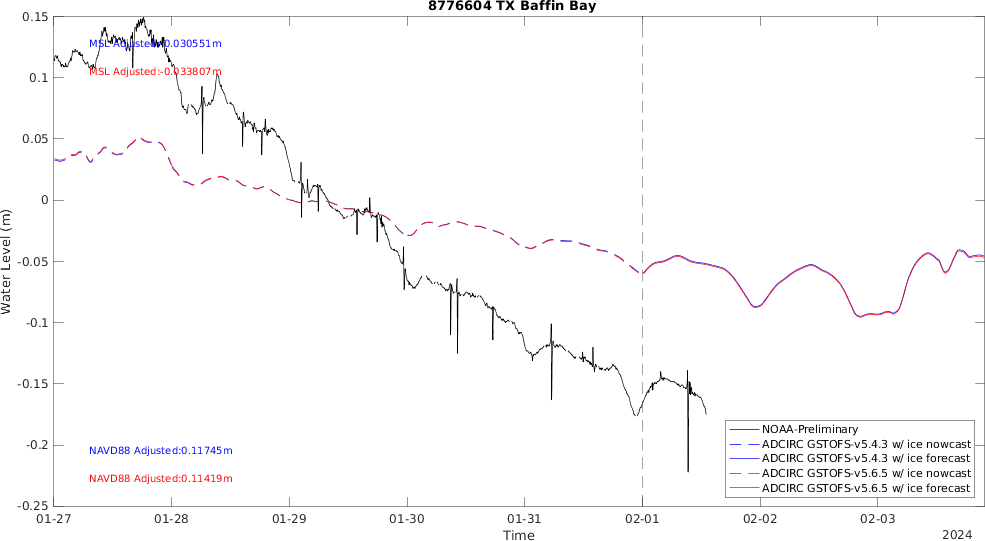 8776604 TX Baffin Bay
0.15
0.1
0.05
0
-0.05
-0.1
-0.15
-0.2
-0.25
Water Level (m)
MSL Adjusted:-0.030551m
MSL Adjusted:-0.033807m
NAVD88 Adjusted:0.11745m
NAVD88 Adjusted:0.11419m
NOAA-Preliminary
ADCIRC GSTOFS-v5.4.3 w/ ice nowcast
ADCIRC GSTOFS-v5.4.3 w/ ice forecast
ADCIRC GSTOFS-v5.6.5 w/ ice nowcast
ADCIRC GSTOFS-v5.6.5 w/ ice forecast
01-27 01-28 01-29 01-30 01-31 02-01 02-02 02-03
Time
2024